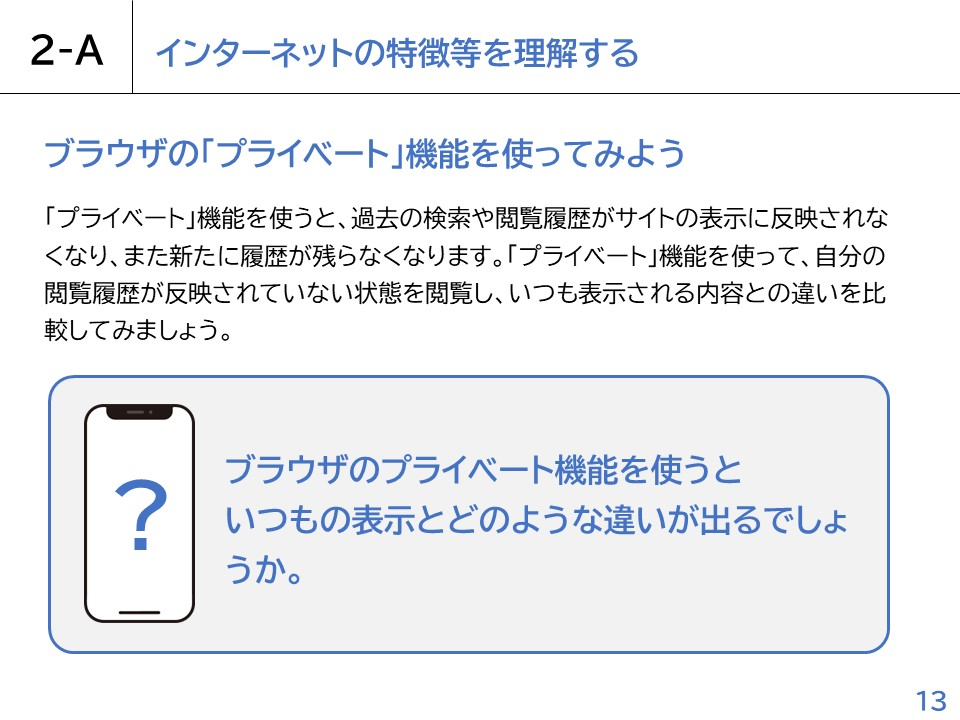 2-A
インターネットの特徴等を理解する
ブラウザの「プライベート」機能を使ってみよう
「プライベート」機能を使うと、過去の検索や閲覧履歴がサイトの表示に反映されな
くなり、また新たに履歴が残らなくなります。「プライベート」機能を使って、自分の
閲覧履歴が反映されていない状態を閲覧し、いつも表示される内容との違いを比
較してみましょう。
?
ブラウザのプライベート機能を使うと
いつもの表示とどのような違いが出るでしょ
うか。
13